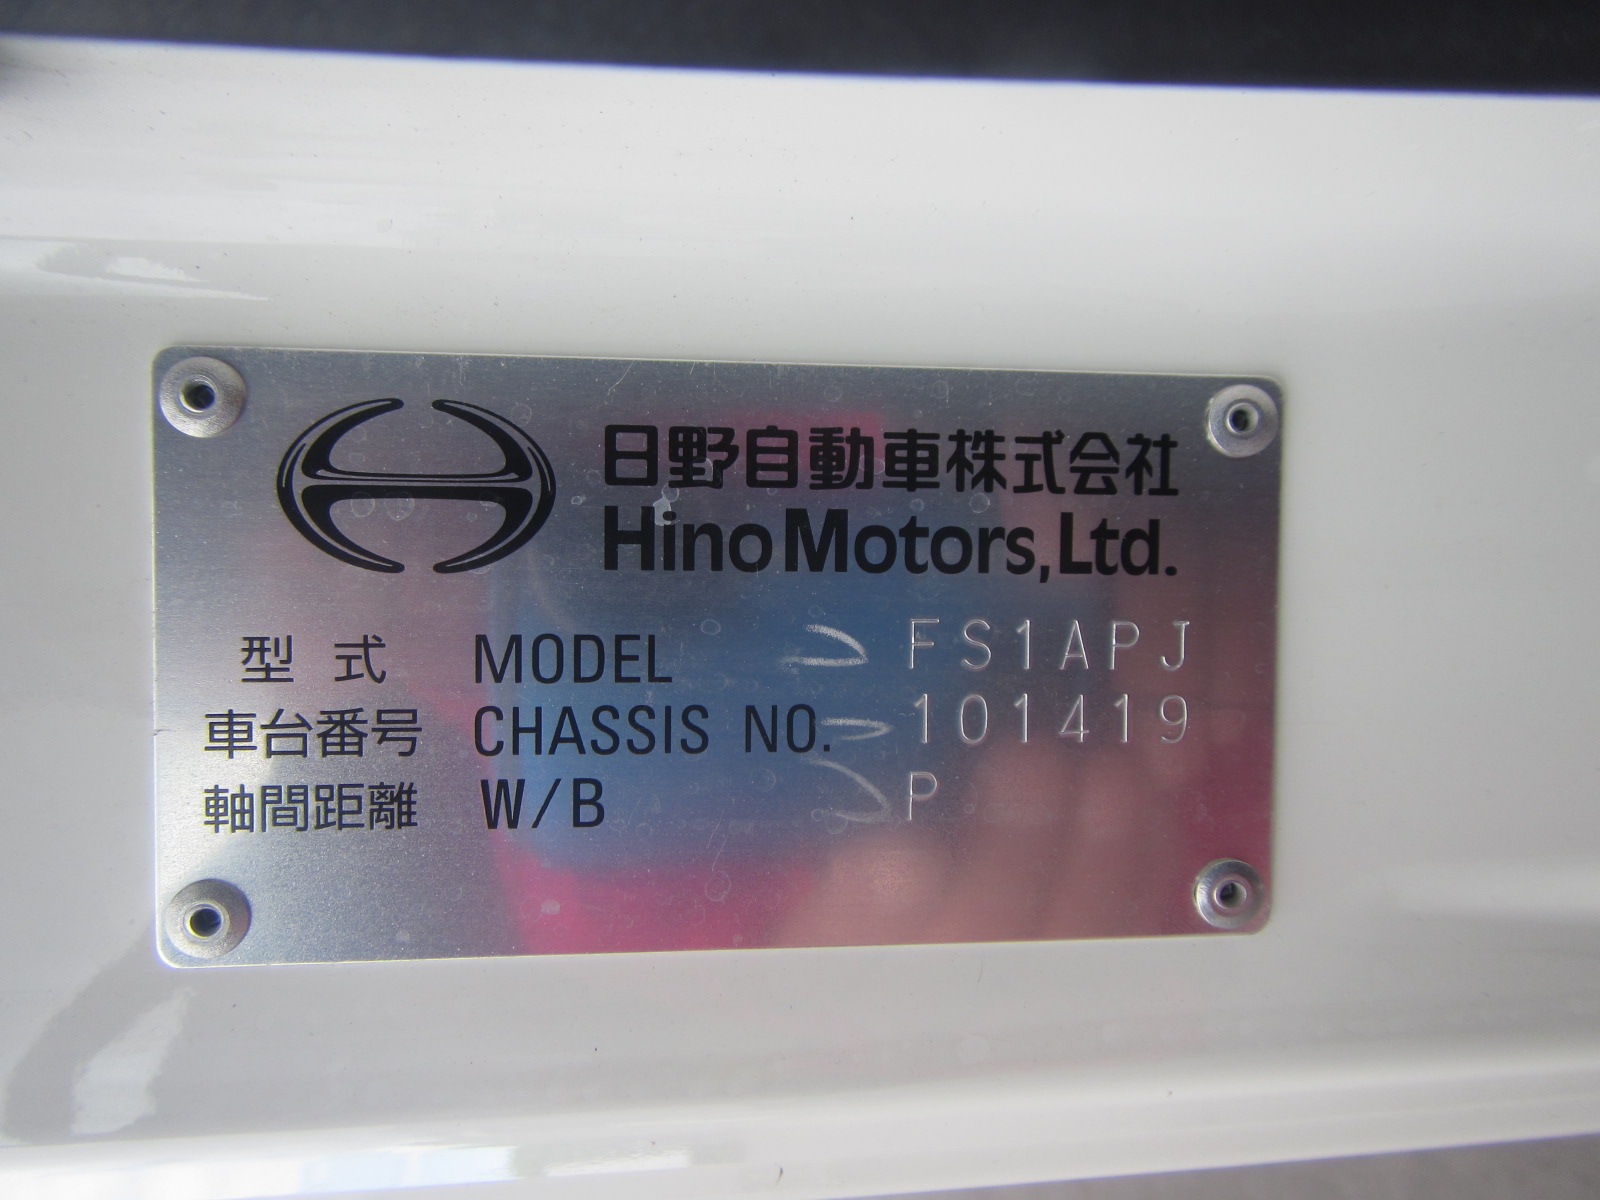 日野自動車株式会社
Hino Motors, Ltd.
型 式 MODEL FS1APJ
車台番号 CHASSIS NO. 101419
軸間距離 W/B P